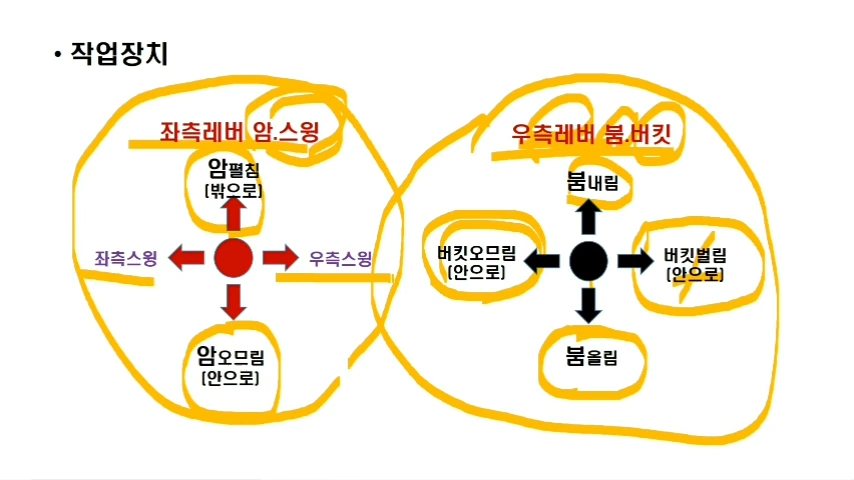 • 작업장치
좌측레버 암.스윙
암펼침
(밖으로)
좌측스윙
우측스윙
암오므림
(안으로)
우측레버 붐.버킷
붐내림
버킷오므림
(안으로)
버킷벌림
(안으로)
붐올림